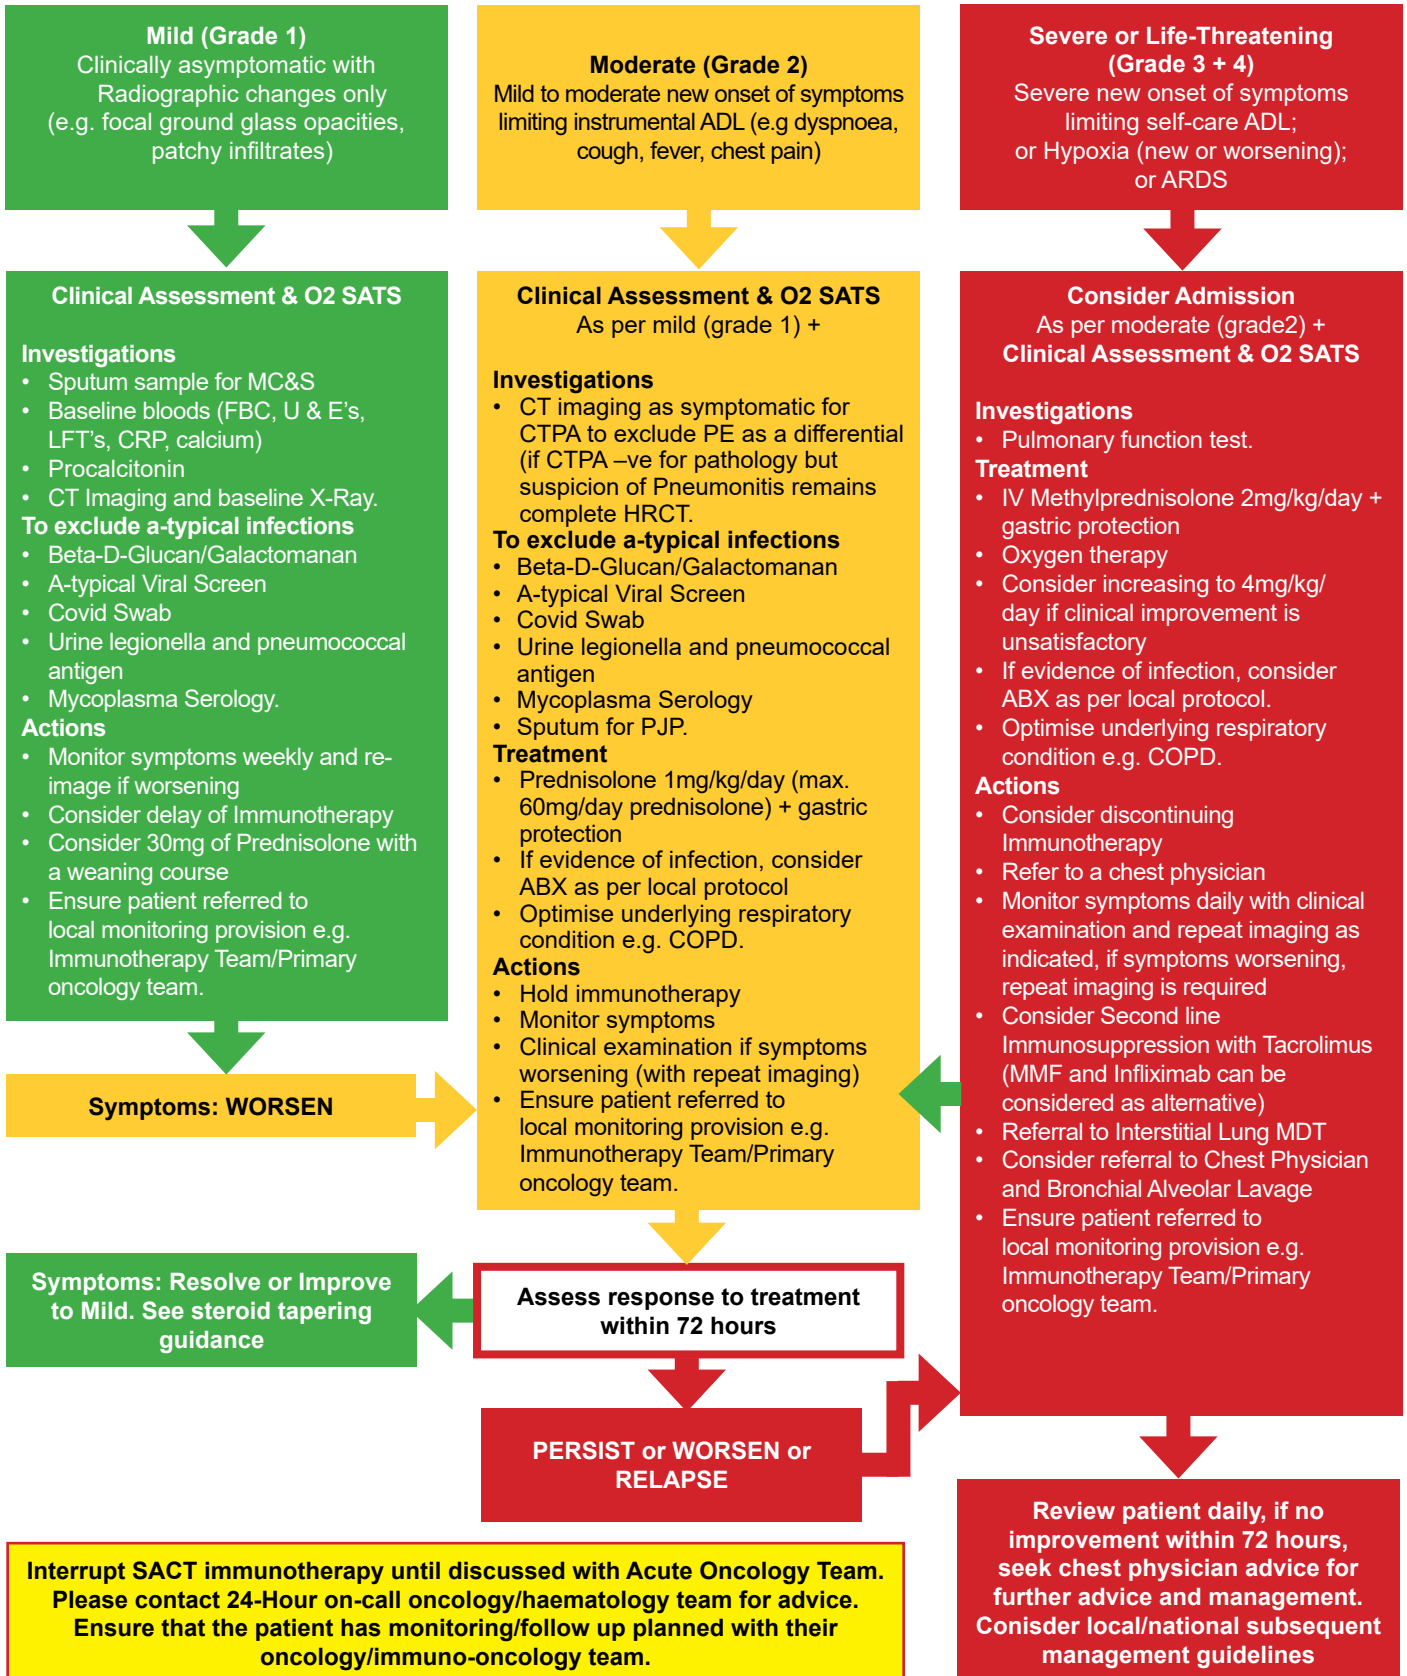 Mild (Grade 1)
Clinically asymptomatic with
Radiographic changes only
(e.g. focal ground glass opacities,
patchy infiltrates)
Moderate (Grade 2)
Mild to moderate new onset of symptoms
limiting instrumental ADL (e.g dyspnoea,
cough, fever, chest pain)
Severe or Life-Threatening
(Grade 3 + 4)
Severe new onset of symptoms
limiting self-care ADL;
or Hypoxia (new or worsening);
or ARDS
Clinical Assessment & O2 SATS
Investigations
• Sputum sample for MC&S
• Baseline bloods (FBC, U & E's,
LFT's, CRP, calcium)
• Procalcitonin
• CT Imaging and baseline X-Ray.
To exclude a-typical infections
• Beta-D-Glucan/Galactomanan
• A-typical Viral Screen
• Covid Swab
• Urine legionella and pneumococcal
antigen
• Mycoplasma Serology.
Actions
• Monitor symptoms weekly and re-
image if worsening
• Consider delay of Immunotherapy
• Consider 30mg of Prednisolone with
a weaning course
• Ensure patient referred to
local monitoring provision e.g.
Immunotherapy Team/Primary
oncology team.
Symptoms: WORSEN
Clinical Assessment & O2 SATS
As per mild (grade 1) +
Investigations
• CT imaging as symptomatic for
CTPA to exclude PE as a differential
(if CTPA –ve for pathology but
suspicion of Pneumonitis remains
complete HRCT.
To exclude a-typical infections
• Beta-D-Glucan/Galactomanan
• A-typical Viral Screen
• Covid Swab
• Urine legionella and pneumococcal
antigen
• Mycoplasma Serology
• Sputum for PJP.
Treatment
• Prednisolone 1mg/kg/day (max.
60mg/day prednisolone) + gastric
protection
• If evidence of infection, consider
ABX as per local protocol
• Optimise underlying respiratory
condition e.g. COPD.
Actions
• Hold immunotherapy
• Monitor symptoms
• Clinical examination if symptoms
worsening (with repeat imaging)
• Ensure patient referred to
local monitoring provision e.g.
Immunotherapy Team/Primary
oncology team.
Consider Admission
As per moderate (grade2) +
Clinical Assessment & O2 SATS
Investigations
• Pulmonary function test.
Treatment
• IV Methylprednisolone 2mg/kg/day +
gastric protection
• Oxygen therapy
• Consider increasing to 4mg/kg/
day if clinical improvement is
unsatisfactory
• If evidence of infection, consider
ABX as per local protocol.
• Optimise underlying respiratory
condition e.g. COPD.
Actions
• Consider discontinuing
Immunotherapy
• Refer to a chest physician
• Monitor symptoms daily with clinical
examination and repeat imaging as
indicated, if symptoms worsening,
repeat imaging is required
• Consider Second line
Immunosuppression with Tacrolimus
(MMF and Infliximab can be
considered as alternative)
• Referral to Interstitial Lung MDT
• Consider referral to Chest Physician
and Bronchial Alveolar Lavage
• Ensure patient referred to
local monitoring provision e.g.
Immunotherapy Team/Primary
oncology team.
Symptoms: Resolve or Improve
to Mild. See steroid tapering
guidance
Assess response to treatment
within 72 hours
PERSIST or WORSEN or
RELAPSE
Interrupt SACT immunotherapy until discussed with Acute Oncology Team.
Please contact 24-Hour on-call oncology/haematology team for advice.
Ensure that the patient has monitoring/follow up planned with their
oncology/immuno-oncology team.
Review patient daily, if no
improvement within 72 hours,
seek chest physician advice for
further advice and management.
Conisder local/national subsequent
management guidelines